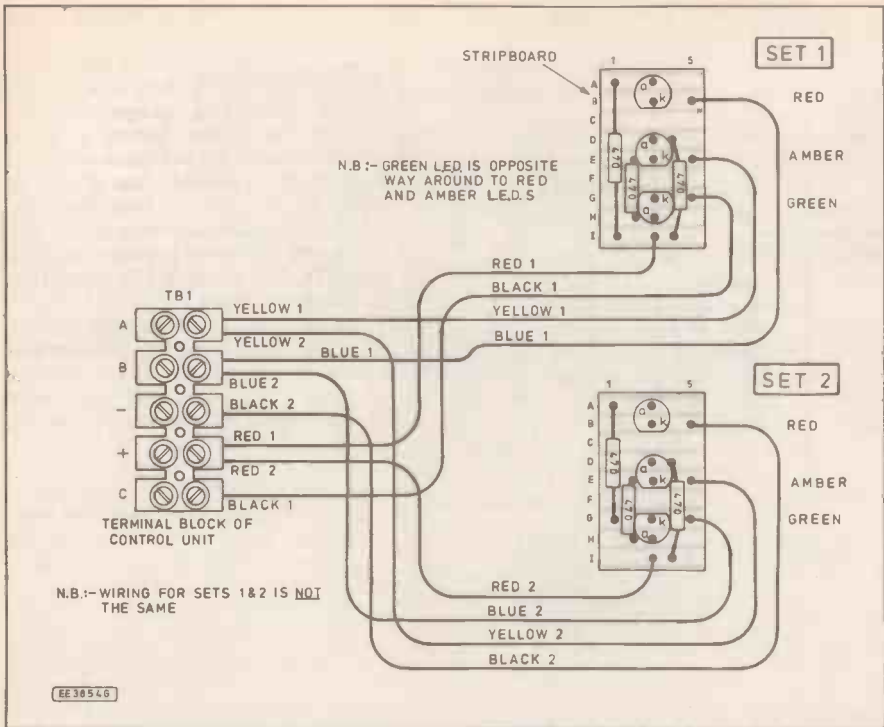 STRIPBOARD
SET 1
1 5
A
B
C
D
E
F
G
H
I
a
k
a
k
k
a
470
470
470
RED
AMBER
GREEN
N.B:- GREEN L.E.D. IS OPPOSITE
WAY AROUND TO RED
AND AMBER L.E.D.S
RED 1
BLACK 1
YELLOW 1
BLUE 1
TB1
A
B
-
+
C
YELLOW 1
YELLOW 2
BLUE 1
BLUE 2
BLACK 2
RED 1
RED 2
BLACK 1
TERMINAL BLOCK OF
CONTROL UNIT
N.B.:- WIRING FOR SETS 1&2 IS NOT
THE SAME
SET 2
1 5
A
B
C
D
E
F
G
H
I
a
k
a
k
k
a
470
470
470
RED
AMBER
GREEN
RED 2
BLUE 2
YELLOW 2
BLACK 2
EE3854G